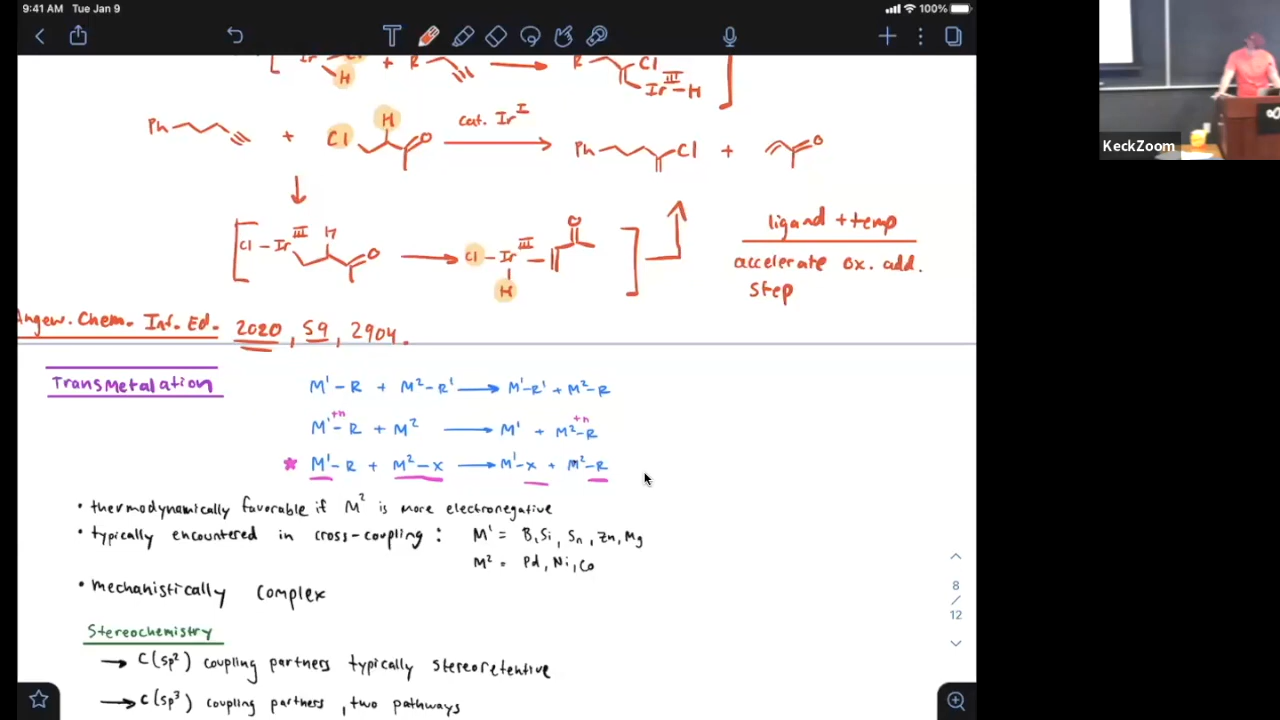 9:41 AM Tue Jan 9
100%
Ir
H
+ R
R Cl
Ir III - H
Ph + Cl H O cat. Ir I Ph Cl + O
Cl - Ir III H O
Cl - Ir III H O
ligand + temp
accelerate ox. add.
step
Angew. Chem. Int. Ed. 2020, 59, 2904.
Transmetalation
M¹-R + M²-R' → M¹-R' + M²-R
M¹⁺ⁿ-R + M² → M¹ + M²⁺ⁿ-R
* M¹-R + M²-X → M¹-X + M²-R
• thermodynamically favorable if M² is more electronegative
• typically encountered in cross-coupling : M¹ = B, Si, Sn, Zn, Mg
M² = Pd, Ni, Co
• mechanistically complex
Stereochemistry
→ C(sp²) coupling partners typically stereoretentive
→ C(sp³) coupling partners, two pathways
8
/
12
KeckZoom